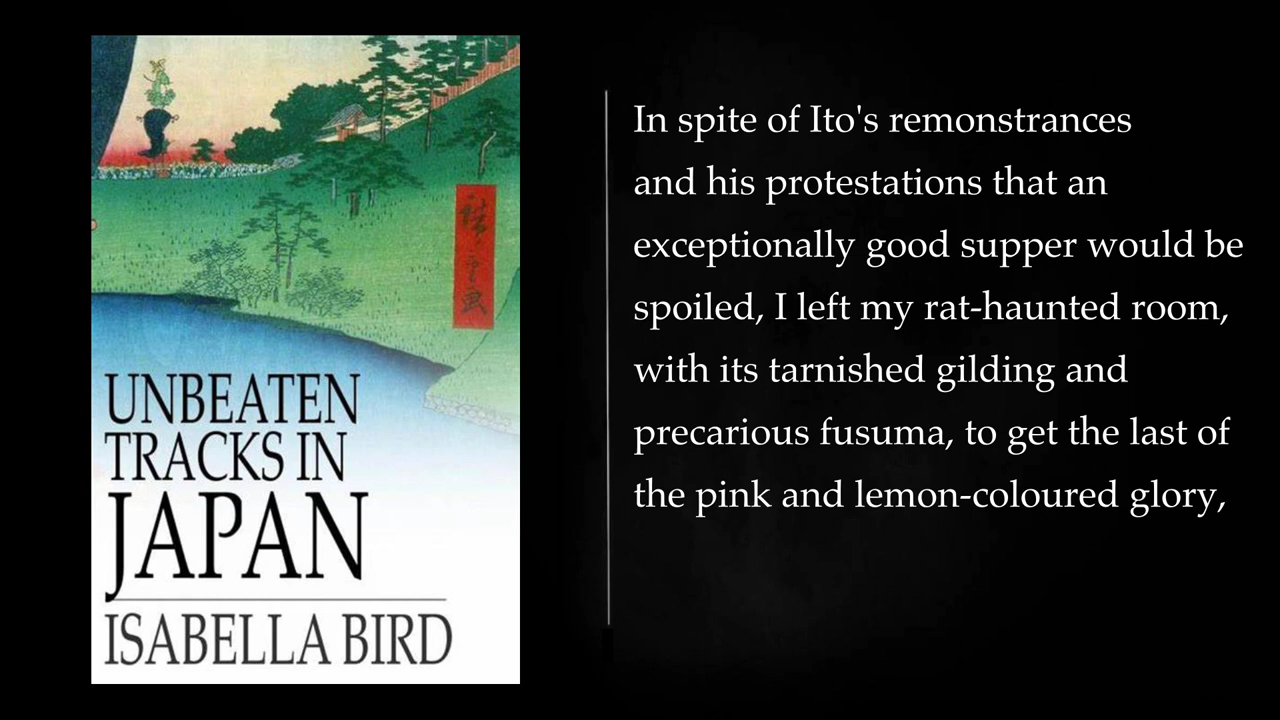 UNBEATEN
TRACKS IN
JAPAN
ISABELLA BIRD
In spite of Ito's remonstrances
and his protestations that an
exceptionally good supper would be
spoiled, I left my rat-haunted room,
with its tarnished gilding and
precarious fusuma, to get the last of
the pink and lemon-coloured glory,